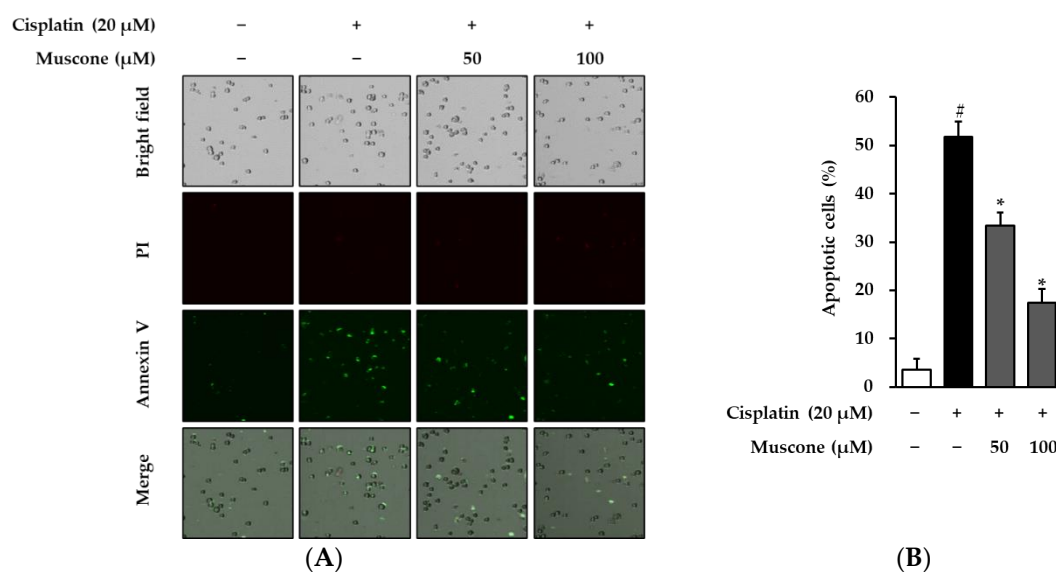 Cisplatin (20 µM) − + + +
Muscone (µM) − − 50 100
Bright field
PI
Annexin V
Merge
(A)
Apoptotic cells (%)
60
50
40
30
20
10
0
# * *
Cisplatin (20 µM) − + + +
Muscone (µM) − − 50 100
(B)